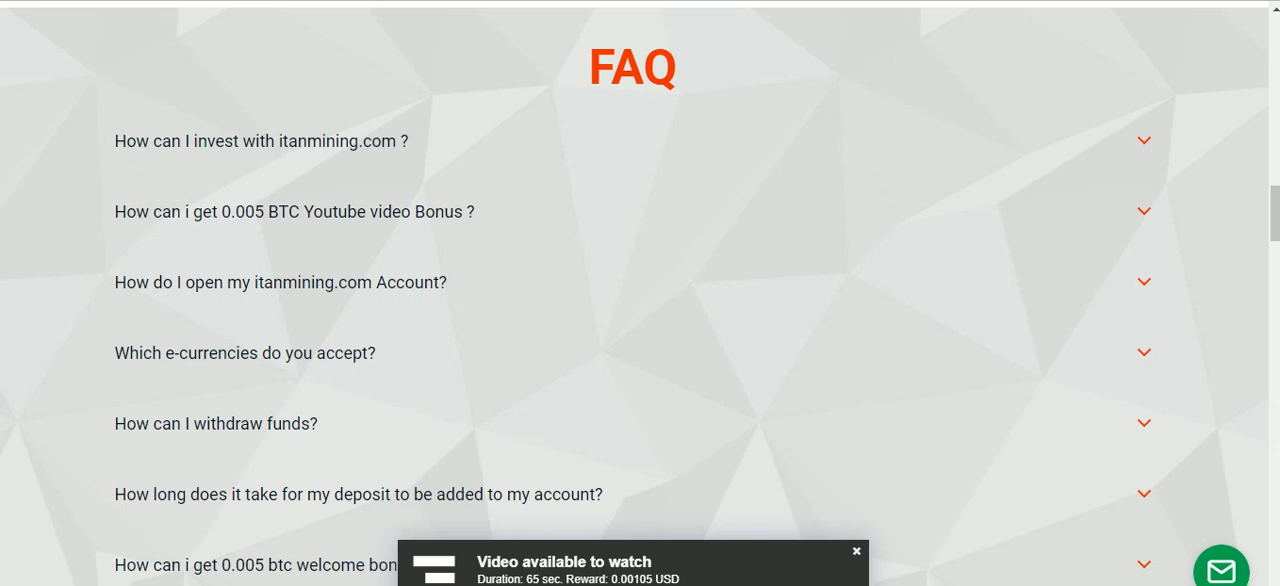 FAQ
How can I invest with itanmining.com ?
How can i get 0.005 BTC Youtube video Bonus ?
How do I open my itanmining.com Account?
Which e-currencies do you accept?
How can I withdraw funds?
How long does it take for my deposit to be added to my account?
How can i get 0.005 btc welcome bon
Video available to watch
Duration: 65 sec. Reward: 0.00105 USD